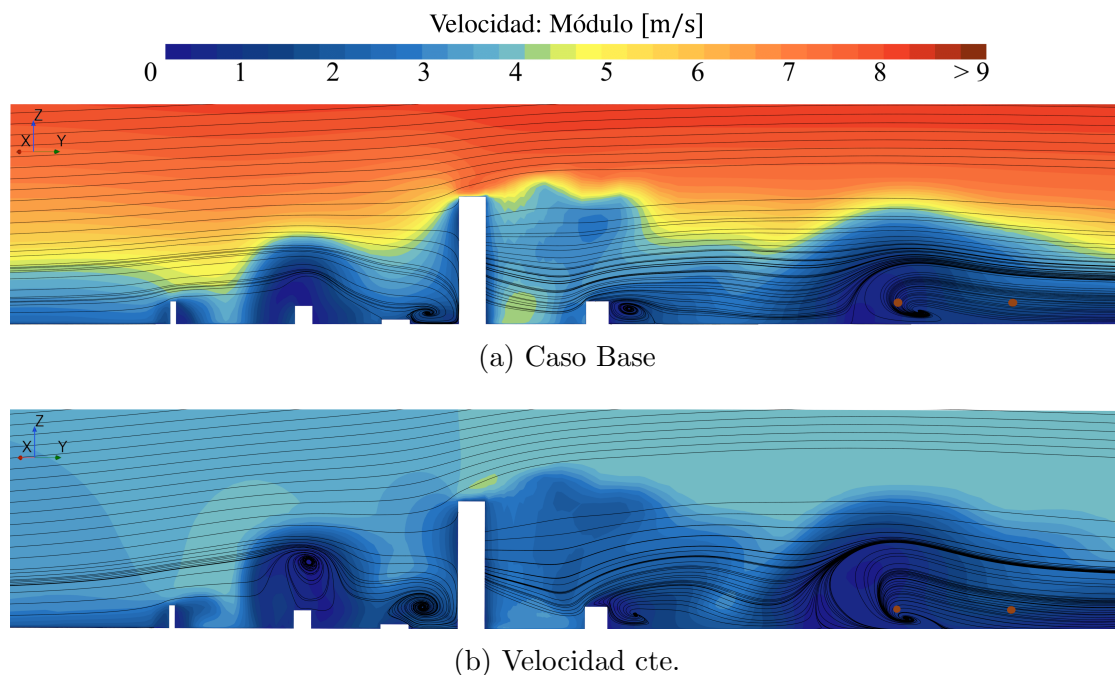 Velocidad: Módulo [m/s]
0 1 2 3 4 5 6 7 8 > 9
Z
X Y
(a) Caso Base
Z
X Y
(b) Velocidad cte.